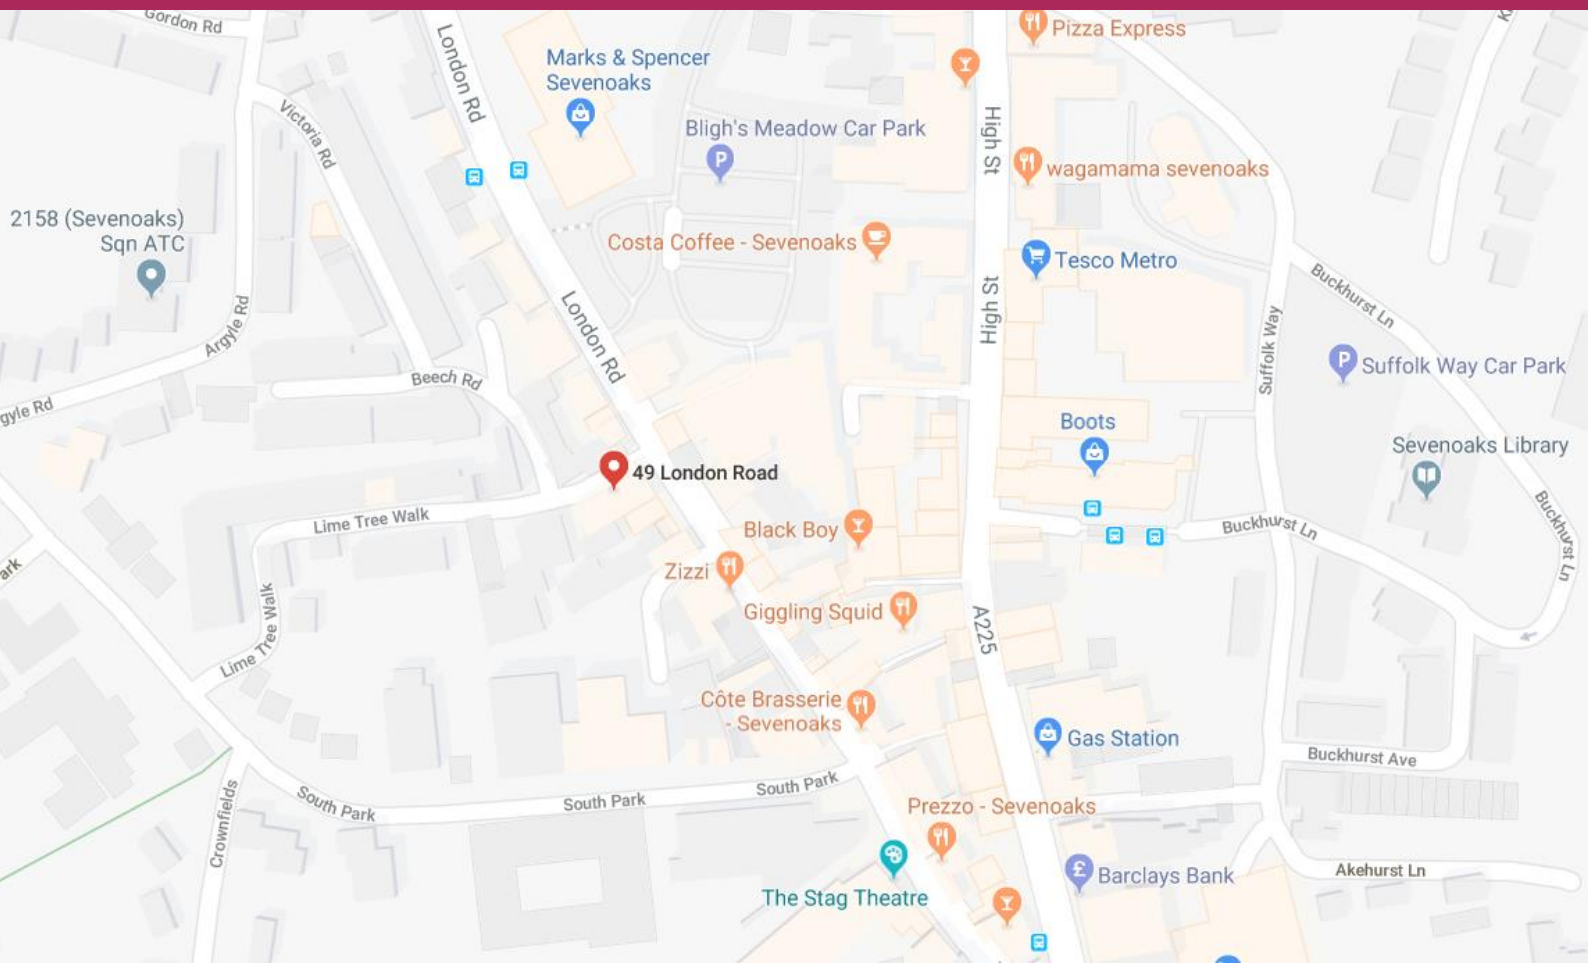 Gordon Rd
London Rd
Marks & Spencer
Sevenoaks
Pizza Express
Victoria Rd
Bligh's Meadow Car Park
P
High St
wagamama sevenoaks
2158 (Sevenoaks)
Sqn ATC
Costa Coffee - Sevenoaks
Tesco Metro
Argyle Rd
London Rd
High St
Buckhurst Ln
Suffolk Way
P
Suffolk Way Car Park
Beech Rd
gyle Rd
Boots
Sevenoaks Library
49 London Road
Lime Tree Walk
Black Boy
Buckhurst Ln
Buckhurst Ln
ark
Zizzi
Giggling Squid
A225
Lime Tree Walk
Côte Brasserie
- Sevenoaks
Gas Station
Buckhurst Ave
South Park
South Park
South Park
Crownfields
Prezzo - Sevenoaks
£
Barclays Bank
Akehurst Ln
The Stag Theatre